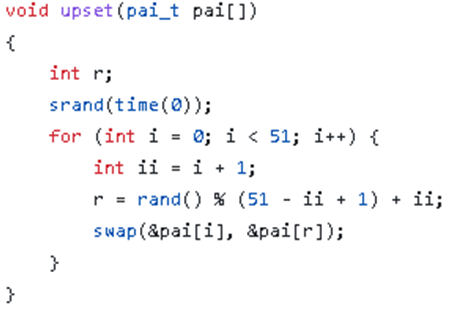 void upset(pai_t pai[])
{
    int r;
    srand(time(0));
    for (int i = 0; i < 51; i++) {
        int ii = i + 1;
        r = rand() % (51 - ii + 1) + ii;
        swap(&pai[i], &pai[r]);
    }
}